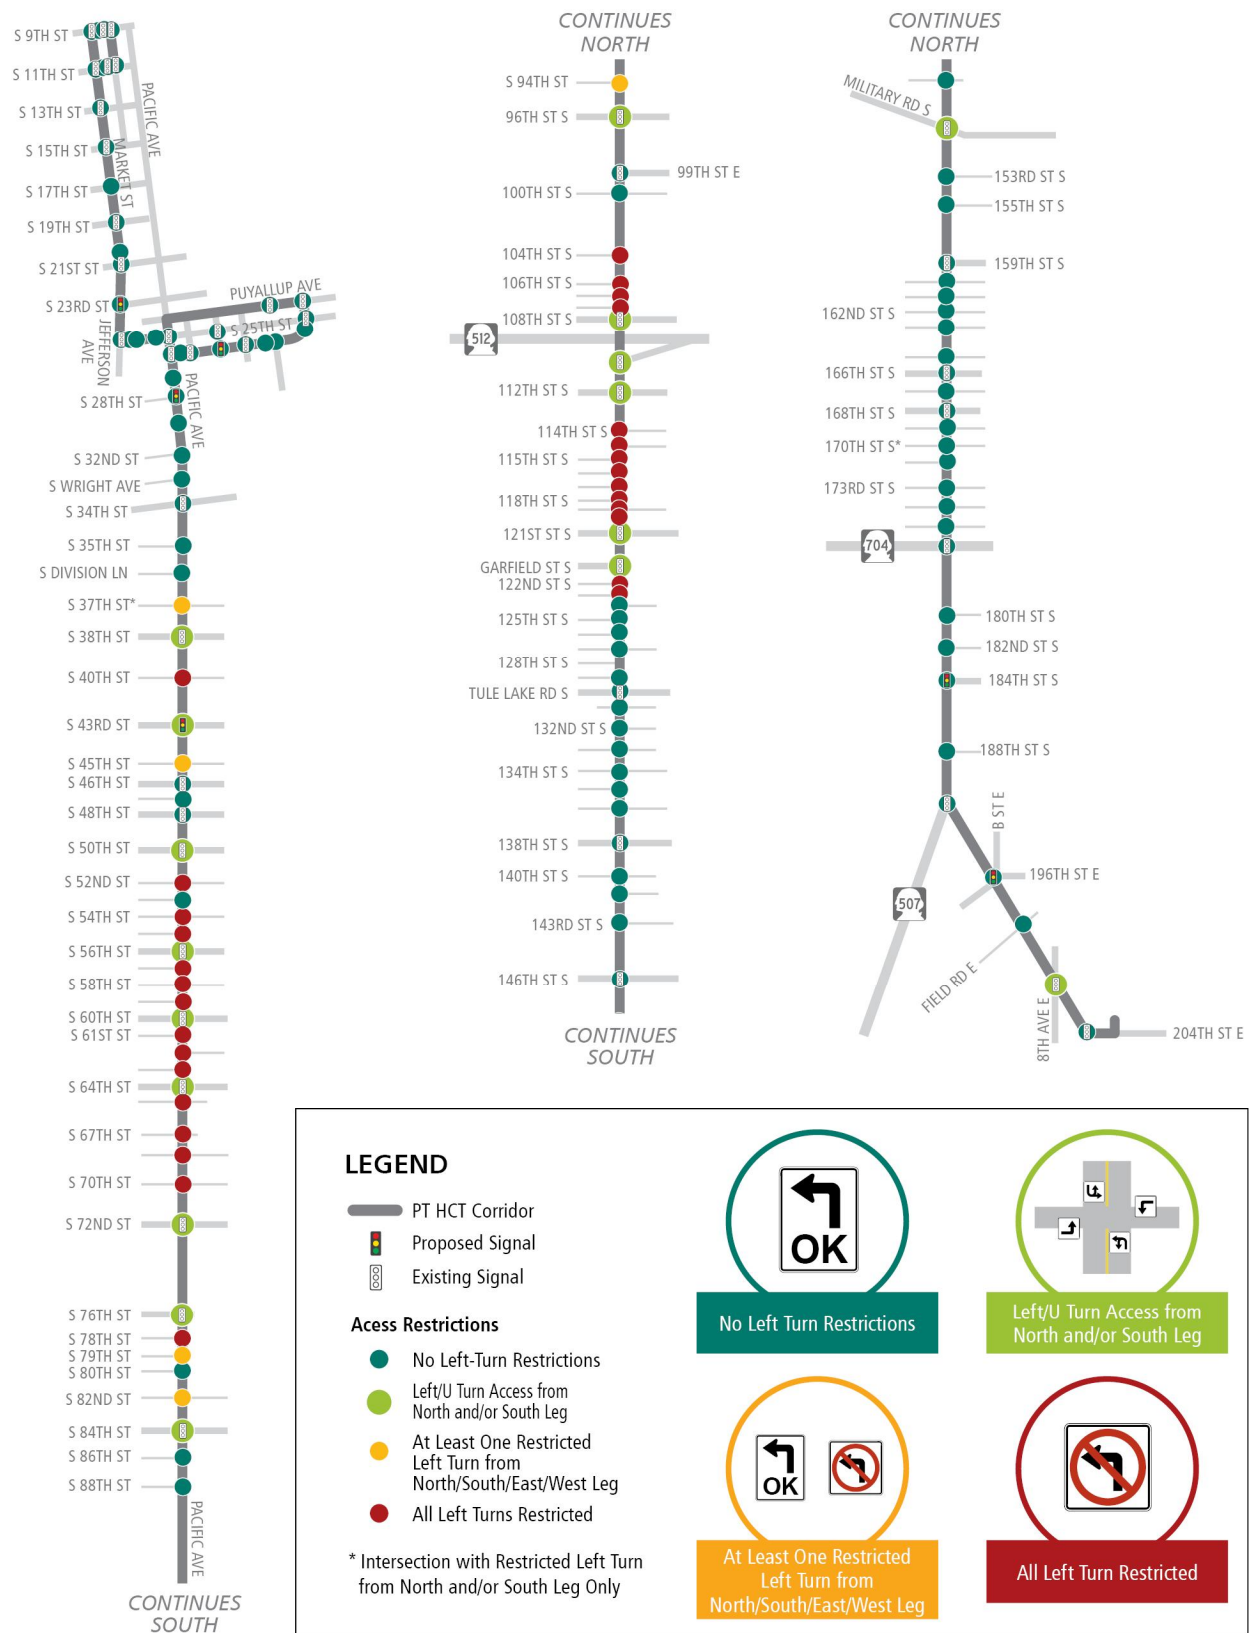 S 9TH ST
S 11TH ST
S 13TH ST
S 15TH ST
S 17TH ST
S 19TH ST
S 21ST ST
S 23RD ST
PACIFIC AVE
MARKET ST
PUYALLUP AVE
S 25TH ST
JEFFERSON
AVE
PACIFIC AVE
S 28TH ST
S 32ND ST
S WRIGHT AVE
S 34TH ST
S 35TH ST
S DIVISION LN
S 37TH ST*
S 38TH ST
S 40TH ST
S 43RD ST
S 45TH ST
S 46TH ST
S 48TH ST
S 50TH ST
S 52ND ST
S 54TH ST
S 56TH ST
S 58TH ST
S 60TH ST
S 61ST ST
S 64TH ST
S 67TH ST
S 70TH ST
S 72ND ST
S 76TH ST
S 78TH ST
S 79TH ST
S 80TH ST
S 82ND ST
S 84TH ST
S 86TH ST
S 88TH ST
PACIFIC AVE
CONTINUES
SOUTH
CONTINUES
NORTH
S 94TH ST
96TH ST S
99TH ST E
100TH ST S
104TH ST S
106TH ST S
108TH ST S
512
112TH ST S
114TH ST S
115TH ST S
118TH ST S
121ST ST S
GARFIELD ST S
122ND ST S
125TH ST S
128TH ST S
TULE LAKE RD S
132ND ST S
134TH ST S
138TH ST S
140TH ST S
143RD ST S
146TH ST S
CONTINUES
SOUTH
CONTINUES
NORTH
MILITARY RD S
153RD ST S
155TH ST S
159TH ST S
162ND ST S
166TH ST S
168TH ST S
170TH ST S*
173RD ST S
704
180TH ST S
182ND ST S
184TH ST S
188TH ST S
B ST E
196TH ST E
507
FIELD RD E
8TH AVE E
204TH ST E
LEGEND
PT HCT Corridor
Proposed Signal
Existing Signal
Acess Restrictions
No Left-Turn Restrictions
Left/U Turn Access from
North and/or South Leg
At Least One Restricted
Left Turn from
North/South/East/West Leg
All Left Turns Restricted
* Intersection with Restricted Left Turn
from North and/or South Leg Only
OK
No Left Turn Restrictions
Left/U Turn Access from
North and/or South Leg
OK
At Least One Restricted
Left Turn from
North/South/East/West Leg
All Left Turn Restricted